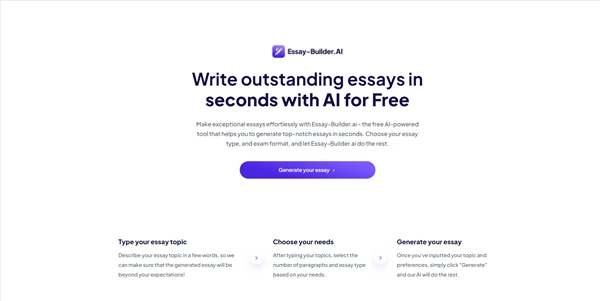 Essay-Builder.AI
Write outstanding essays in
seconds with AI for Free
Make exceptional essays effortlessly with Essay-Builder.ai - the free AI-powered
tool that helps you to generate top-notch essays in seconds. Choose your essay
type, and exam format, and let Essay-Builder.ai do the rest.
Generate your essay ›
Type your essay topic
Describe your essay topic in a few words, so we
can make sure that the generated essay will be
beyond your expectations!
Choose your needs
After typing your topics, select the
number of paragraphs and essay type
based on your needs.
Generate your essay
Once you've inputted your topic and
preferences, simply click "Generate"
and our AI will do the rest.